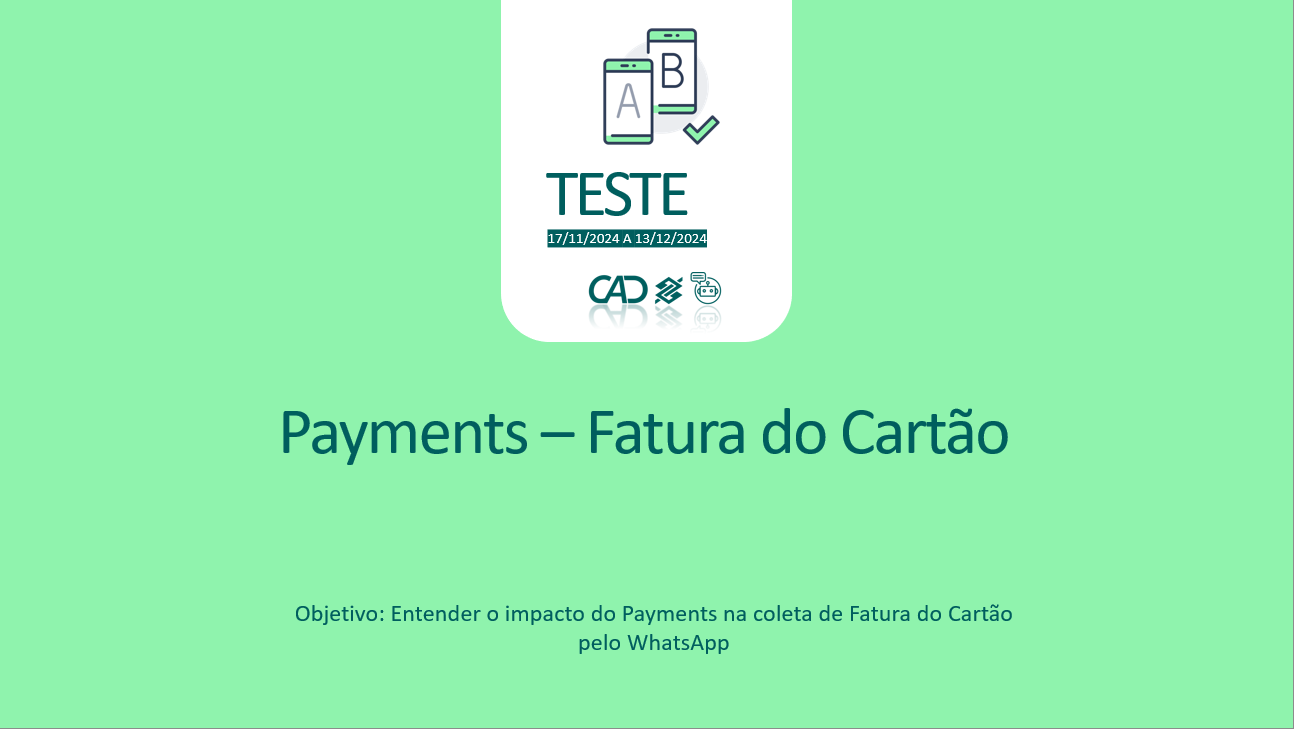 B
A
TESTE
17/11/2024 A 13/12/2024
CAD
Payments – Fatura do Cartão
Objetivo: Entender o impacto do Payments na coleta de Fatura do Cartão
pelo WhatsApp